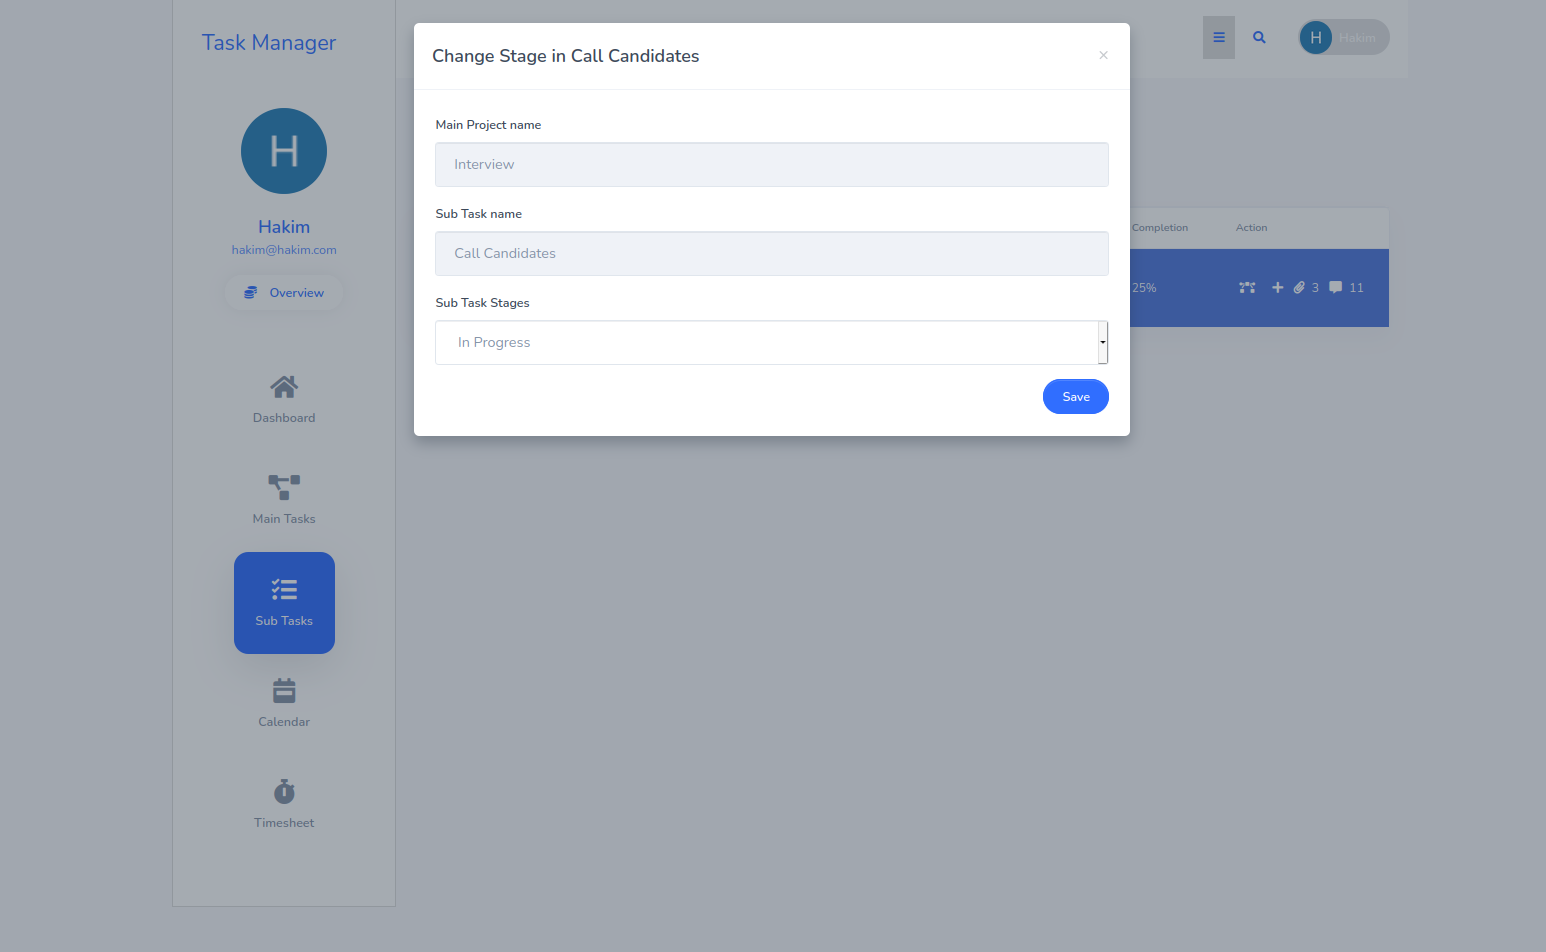 Task Manager
H
Hakim
hakim@hakim.com
Overview
Dashboard
Main Tasks
Sub Tasks
Calendar
Timesheet
Change Stage in Call Candidates
×
Main Project name
Interview
Sub Task name
Call Candidates
Sub Task Stages
In Progress
Save
H Hakim
Completion Action
25% 3 11